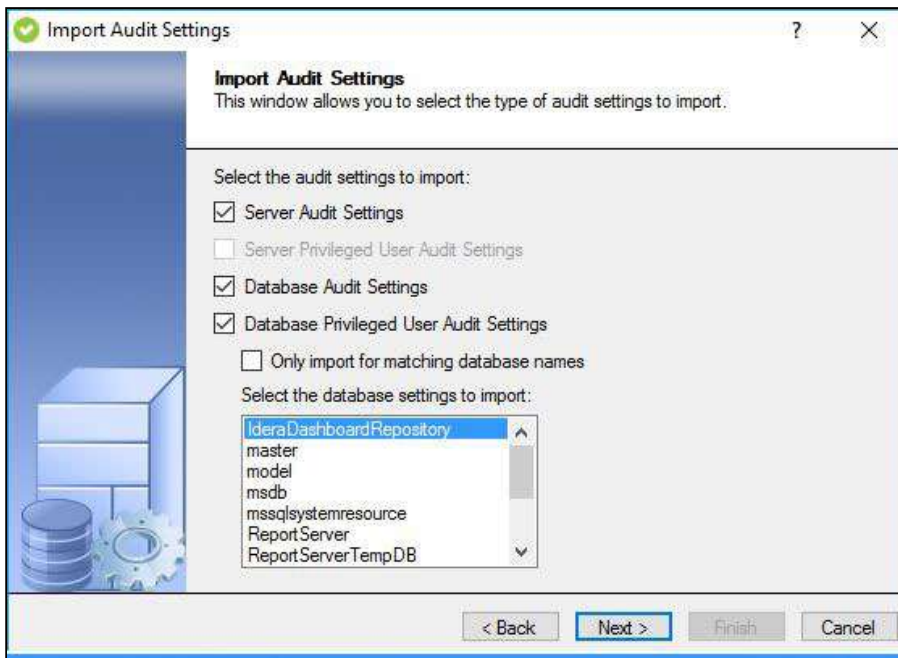 Import Audit Settings
?
Import Audit Settings
This window allows you to select the type of audit settings to import.
Select the audit settings to import:
Server Audit Settings
Server Privileged User Audit Settings
Database Audit Settings
Database Privileged User Audit Settings
Only import for matching database names
Select the database settings to import:
IderaDashboardRepository
master
model
msdb
mssqlsystemresource
ReportServer
ReportServerTempDB
< Back
Next >
Finish
Cancel